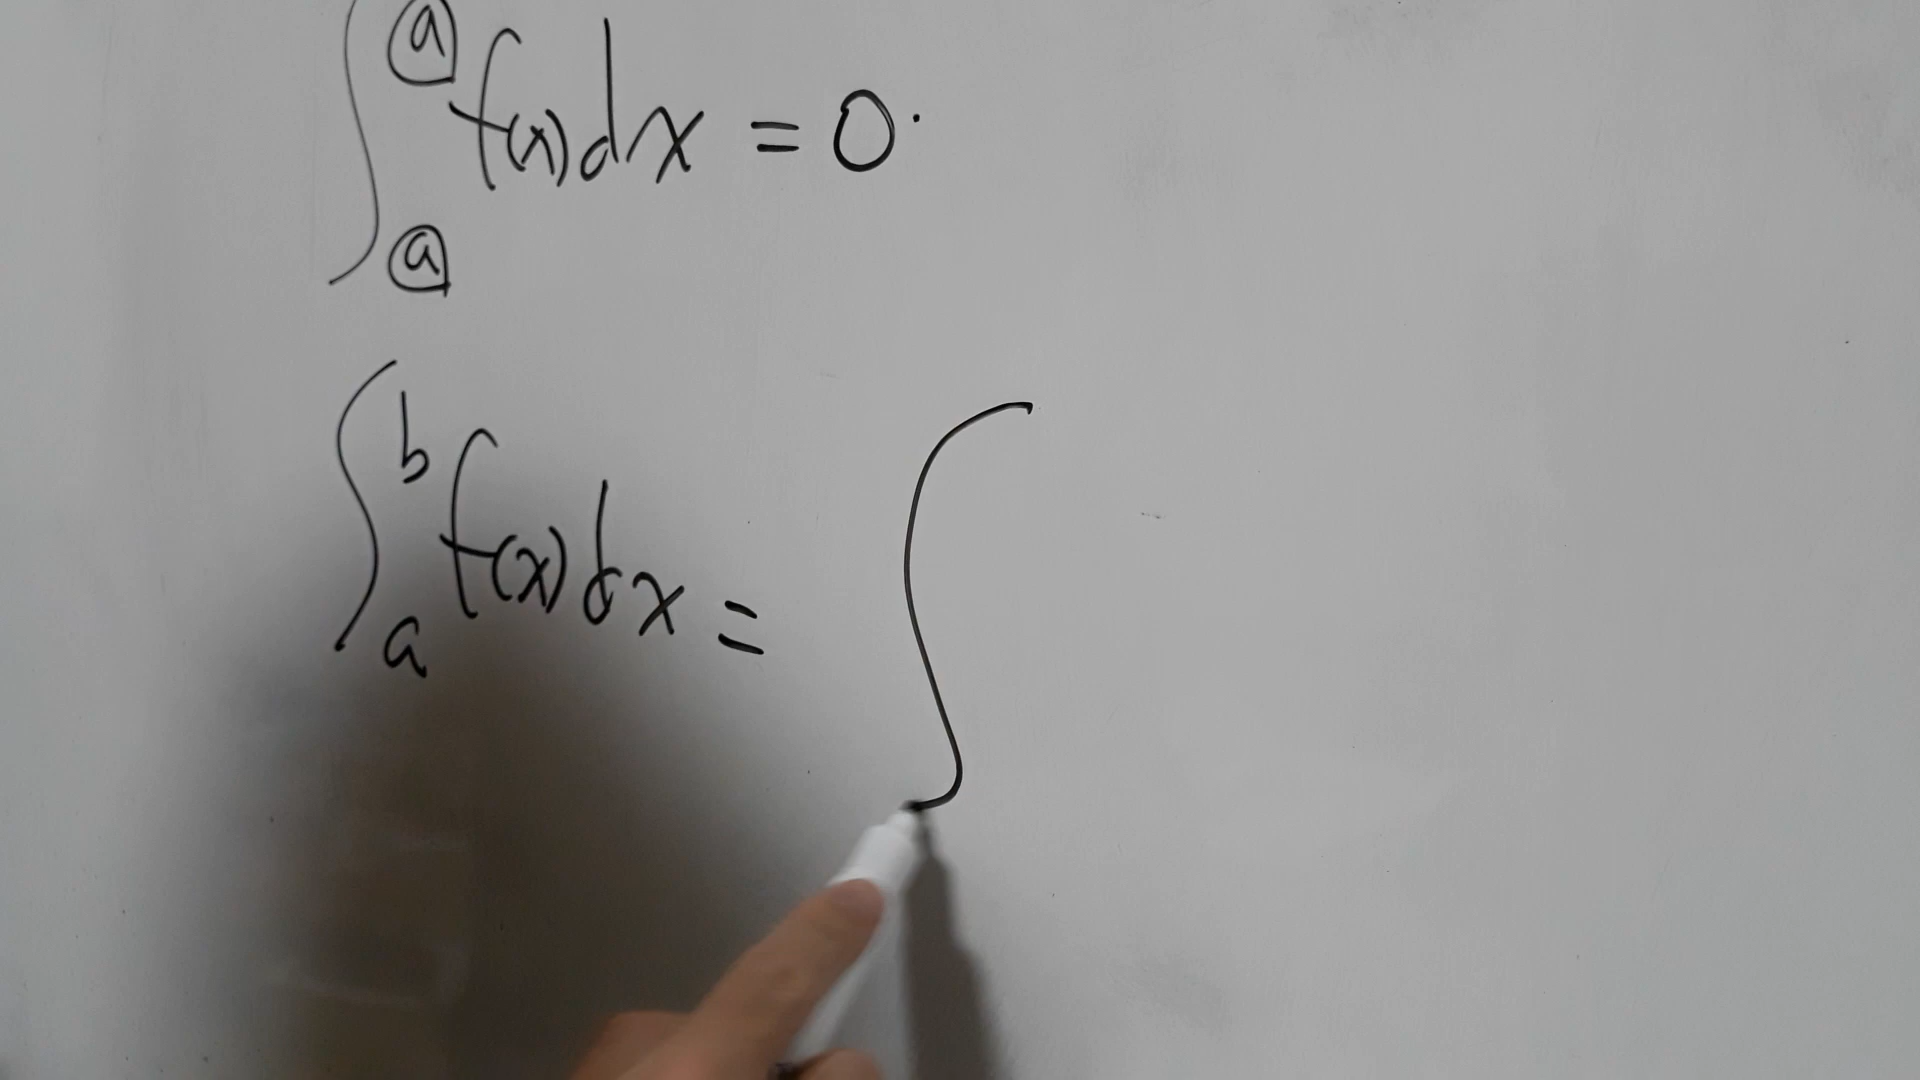 ∫ₐᵃ f(x)dx = 0.
∫ₐᵇ f(x)dx = ∫